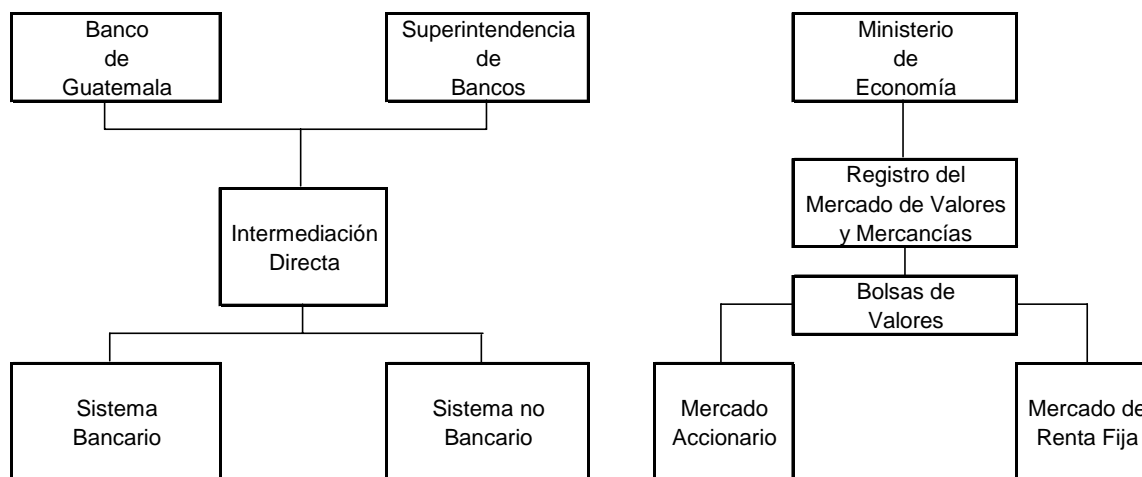 Banco
de
Guatemala
Superintendencia
de
Bancos
Ministerio
de
Economía
Registro del
Mercado de Valores
y Mercancías
Intermediación
Directa
Bolsas de
Valores
Sistema
Bancario
Sistema no
Bancario
Mercado
Accionario
Mercado de
Renta Fija